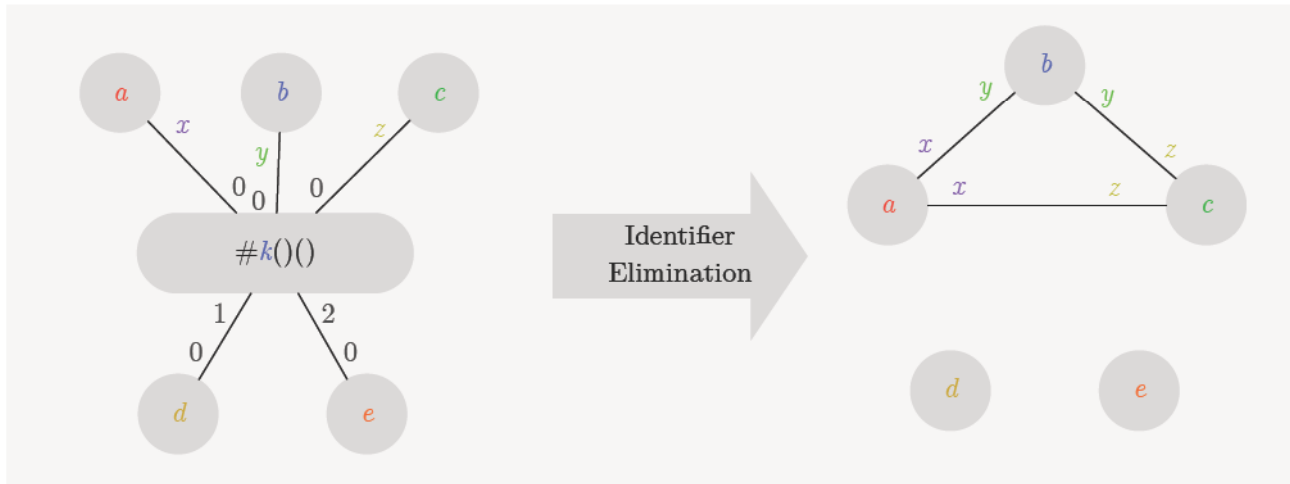 a b c
x y z
0 0 0
#k()()
1 2
0 0
d e
Identifier
Elimination
b
y y
x z
a x z c
d e